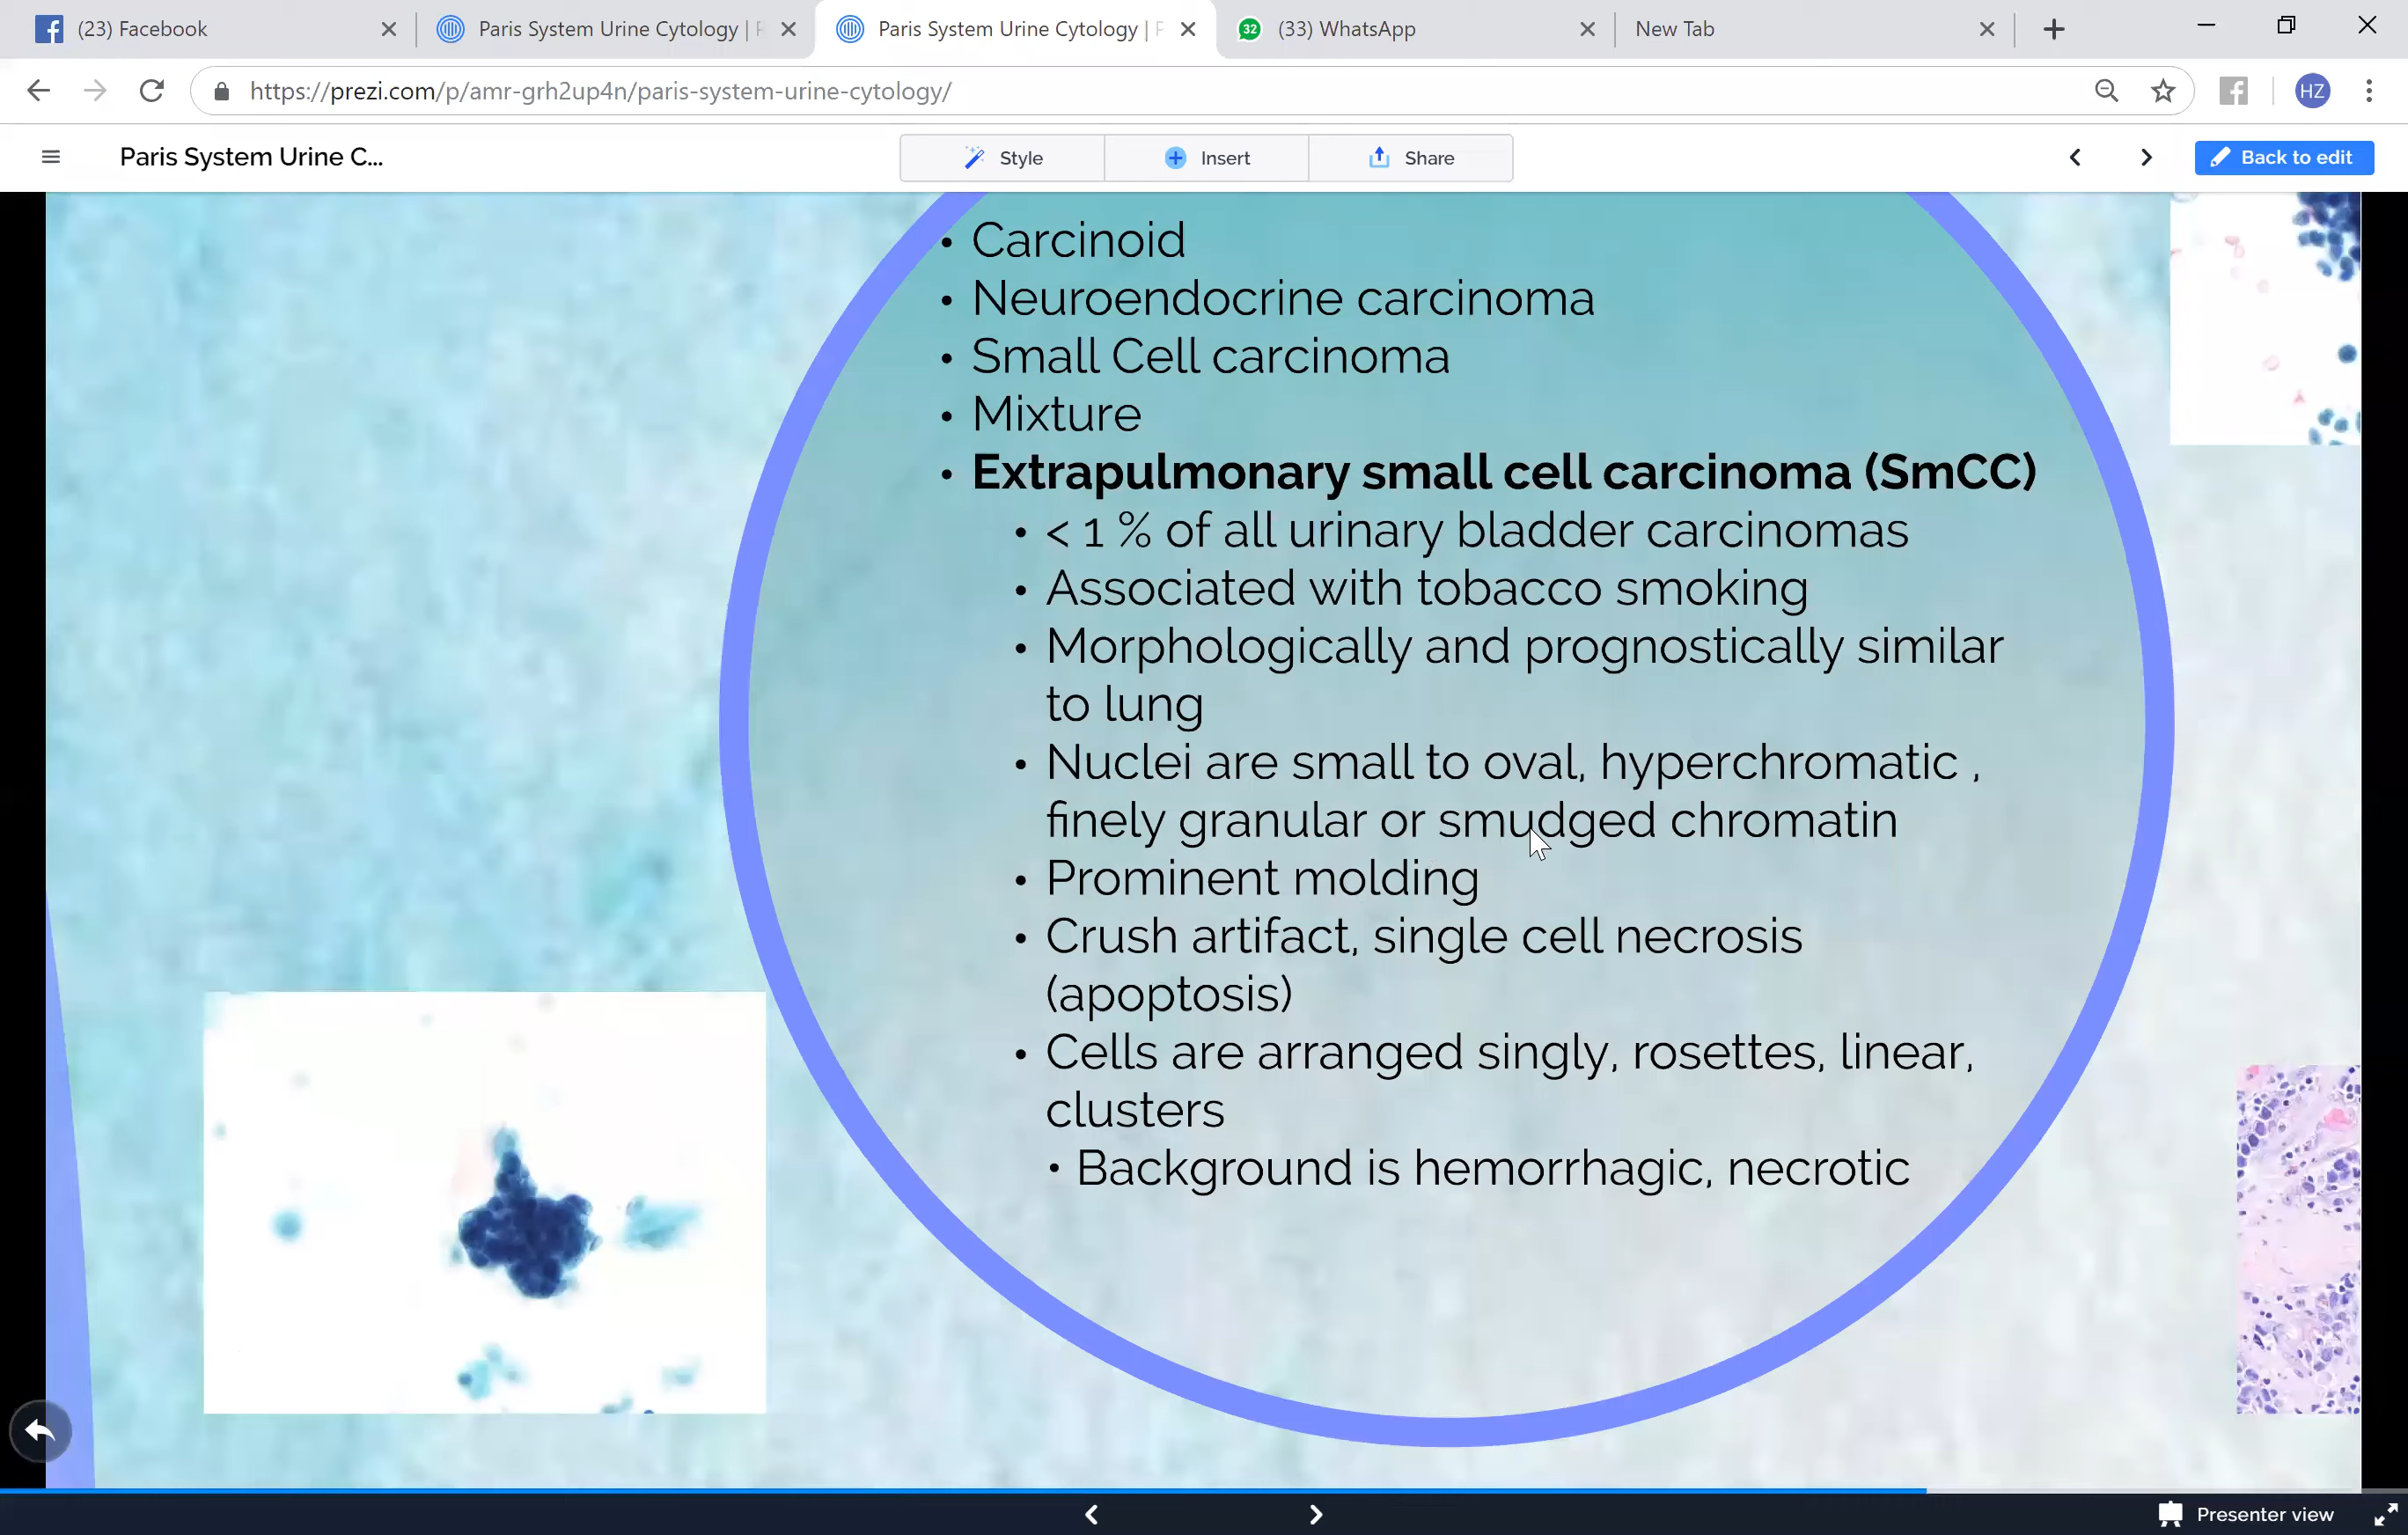 (23) Facebook
Paris System Urine Cytology |
Paris System Urine Cytology |
32
(33) WhatsApp
New Tab
https://prezi.com/p/amr-grh2up4n/paris-system-urine-cytology/
HZ
Paris System Urine C...
Style
Insert
Share
Back to edit
• Carcinoid
• Neuroendocrine carcinoma
• Small Cell carcinoma
• Mixture
• Extrapulmonary small cell carcinoma (SmCC)
• < 1 % of all urinary bladder carcinomas
• Associated with tobacco smoking
• Morphologically and prognostically similar
to lung
• Nuclei are small to oval, hyperchromatic ,
finely granular or smudged chromatin
• Prominent molding
• Crush artifact, single cell necrosis
(apoptosis)
• Cells are arranged singly, rosettes, linear,
clusters
• Background is hemorrhagic, necrotic
Presenter view